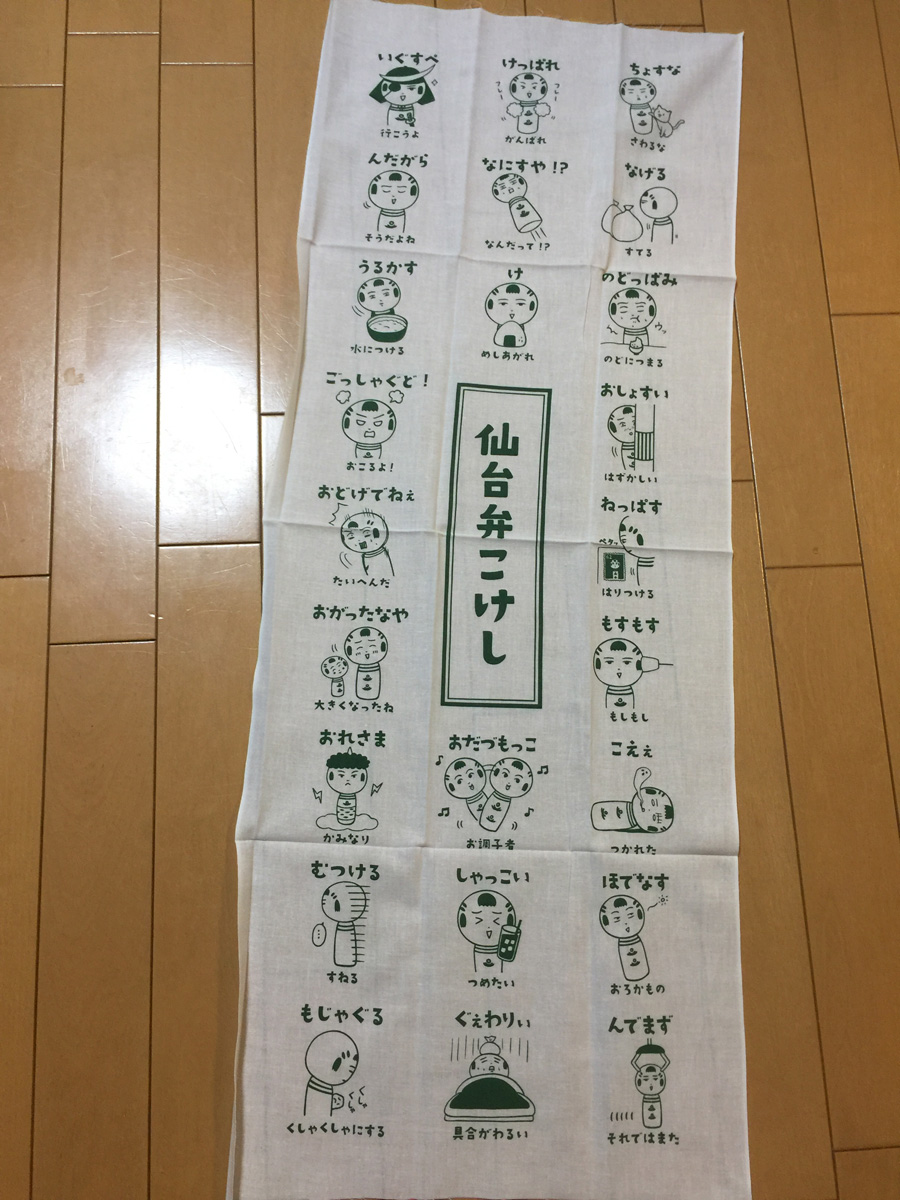 いぐすぺ
行こうよ
けっぱれ
フレー
フレー
がんばれ
ちょすな
さわるな
んだがら
そうだよね
なにすや!?
なんだって!?
なげる
すてる
うるかす
水につける
け
めしあがれ
のどっぱみ
ウッ
のどにつまる
ごっしゃぐど!
おこるよ!
仙台弁こけし
おしょすい
はずかしい
おどげでねぇ
たいへんだ
ねっぱす
ペタッ
はりつける
おがったなや
大きくなったね
もすもす
もしもし
おれさま
かみなり
おだづもっこ
お調子者
こえぇ
つかれた
むつける
すねる
しゃっこい
つめたい
ほでなす
おろかもの
もじゃぐる
くしゃくしゃにする
ぐぇわりぃ
具合がわるい
んでまず
それではまた